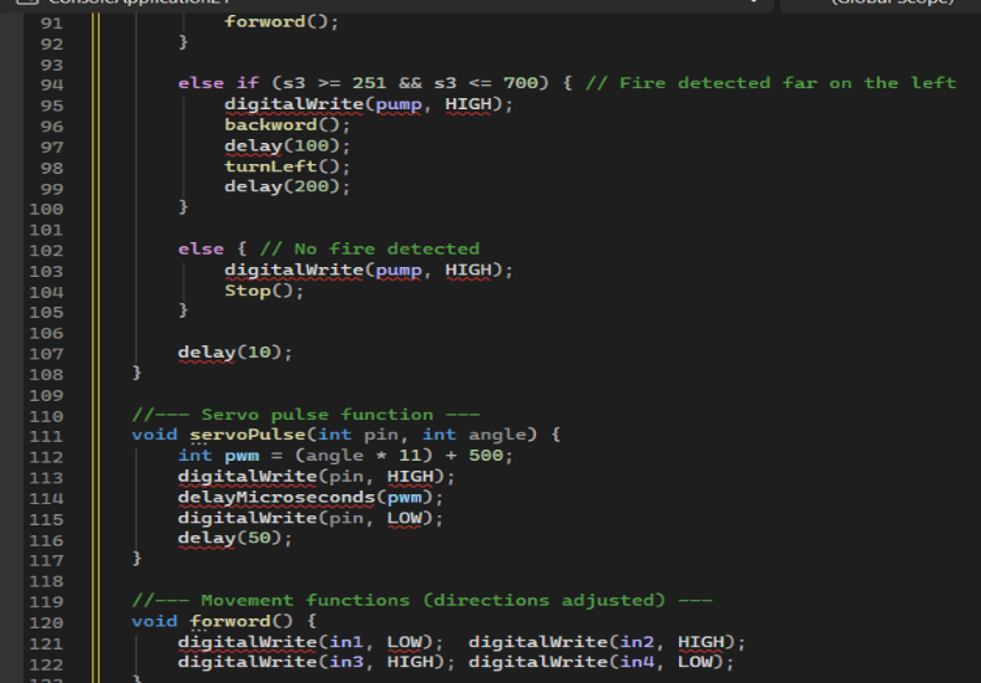 91 forword();
92 }
93
94 else if (s3 >= 251 && s3 <= 700) { // Fire detected far on the left
95 digitalWrite(pump, HIGH);
96 backword();
97 delay(100);
98 turnLeft();
99 delay(200);
100 }
101
102 else { // No fire detected
103 digitalWrite(pump, HIGH);
104 Stop();
105 }
106
107 delay(10);
108 }
109
110 //--- Servo pulse function ---
111 void servoPulse(int pin, int angle) {
112 int pwm = (angle * 11) + 500;
113 digitalWrite(pin, HIGH);
114 delayMicroseconds(pwm);
115 digitalWrite(pin, LOW);
116 delay(50);
117 }
118
119 //--- Movement functions (directions adjusted) ---
120 void forword() {
121 digitalWrite(in1, LOW); digitalWrite(in2, HIGH);
122 digitalWrite(in3, HIGH); digitalWrite(in4, LOW);